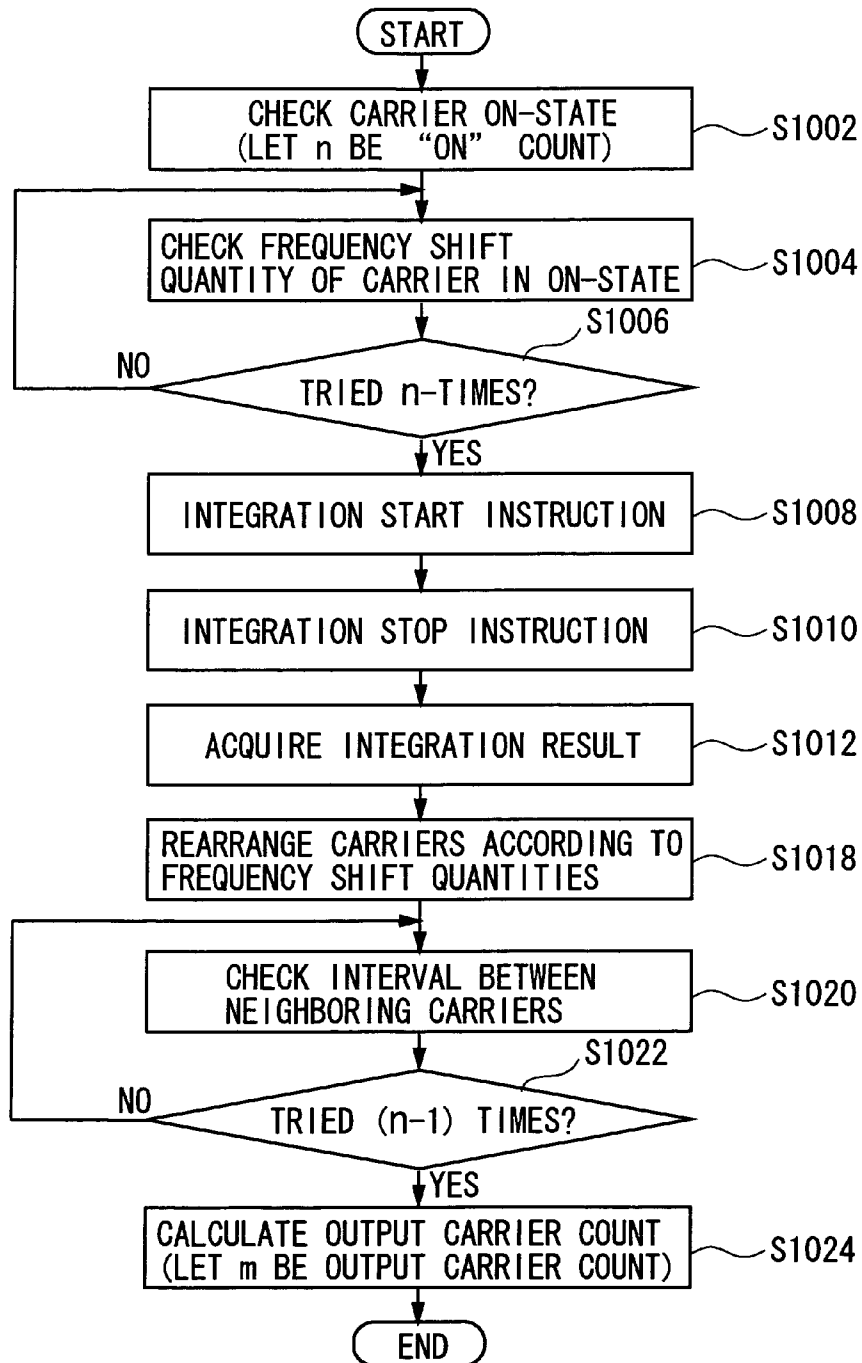 START
CHECK CARRIER ON-STATE
(LET n BE "ON" COUNT)
S1002
CHECK FREQUENCY SHIFT
QUANTITY OF CARRIER IN ON-STATE
S1004
S1006
NO
TRIED n-TIMES?
YES
INTEGRATION START INSTRUCTION
S1008
INTEGRATION STOP INSTRUCTION
S1010
ACQUIRE INTEGRATION RESULT
S1012
REARRANGE CARRIERS ACCORDING TO
FREQUENCY SHIFT QUANTITIES
S1018
CHECK INTERVAL BETWEEN
NEIGHBORING CARRIERS
S1020
S1022
NO
TRIED (n-1) TIMES?
YES
CALCULATE OUTPUT CARRIER COUNT
(LET m BE OUTPUT CARRIER COUNT)
S1024
END